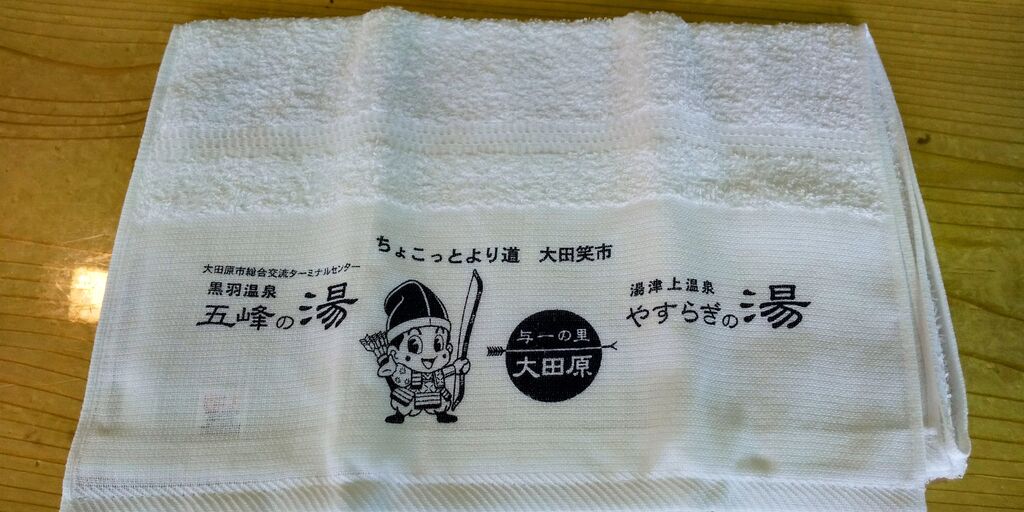 ちょこっとより道 大田笑市
大田原市総合交流ターミナルセンター
黒羽温泉
五峰の湯
与一の里
大田原
湯津上温泉
やすらぎの湯